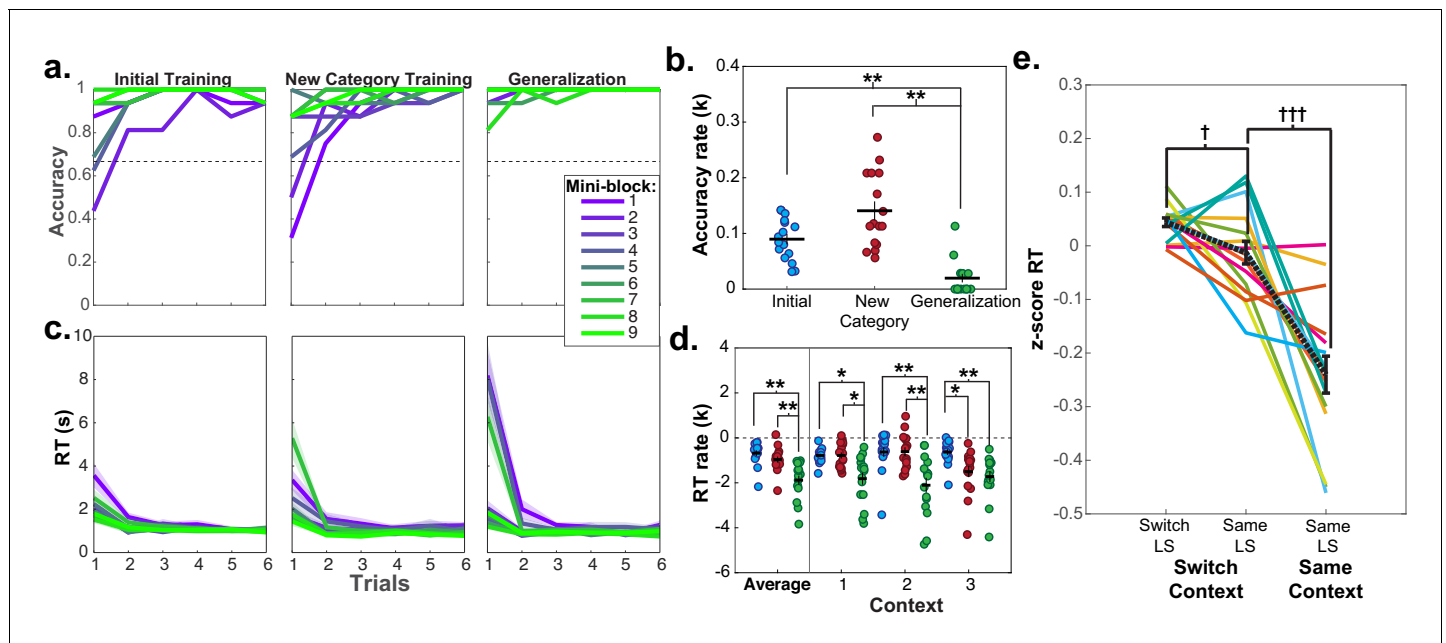 a.
Initial Training
New Category Training
Generalization
Accuracy
1
0.8
0.6
0.4
0.2
0
Mini-block:
1
2
3
4
5
6
7
8
9
c.
RT (s)
10
8
6
4
2
0
1 2 3 4 5 6
1 2 3 4 5 6
1 2 3 4 5 6
Trials
b.
Accuracy rate (k)
0.4
0.3
0.2
0.1
0
**
**
Initial
New
Category
Generalization
d.
RT rate (k)
4
2
0
-2
-4
-6
**
**
*
*
**
**
**
*
Average
1 2 3
Context
e.
z-score RT
0.3
0.2
0.1
0
-0.1
-0.2
-0.3
-0.4
-0.5
†
†††
Switch
LS
Same
LS
Same
LS
Switch
Context
Same
Context